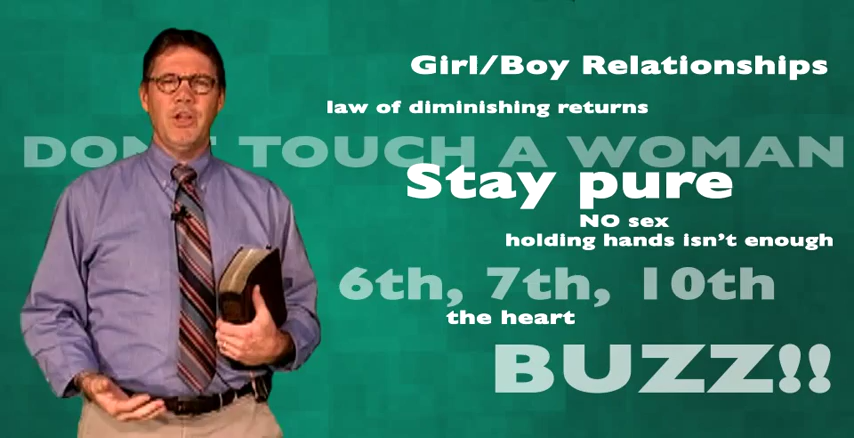 Girl/Boy Relationships
law of diminishing returns
DON'T TOUCH A WOMAN
Stay pure
NO sex
holding hands isn't enough
6th, 7th, 10th
the heart
BUZZ!!